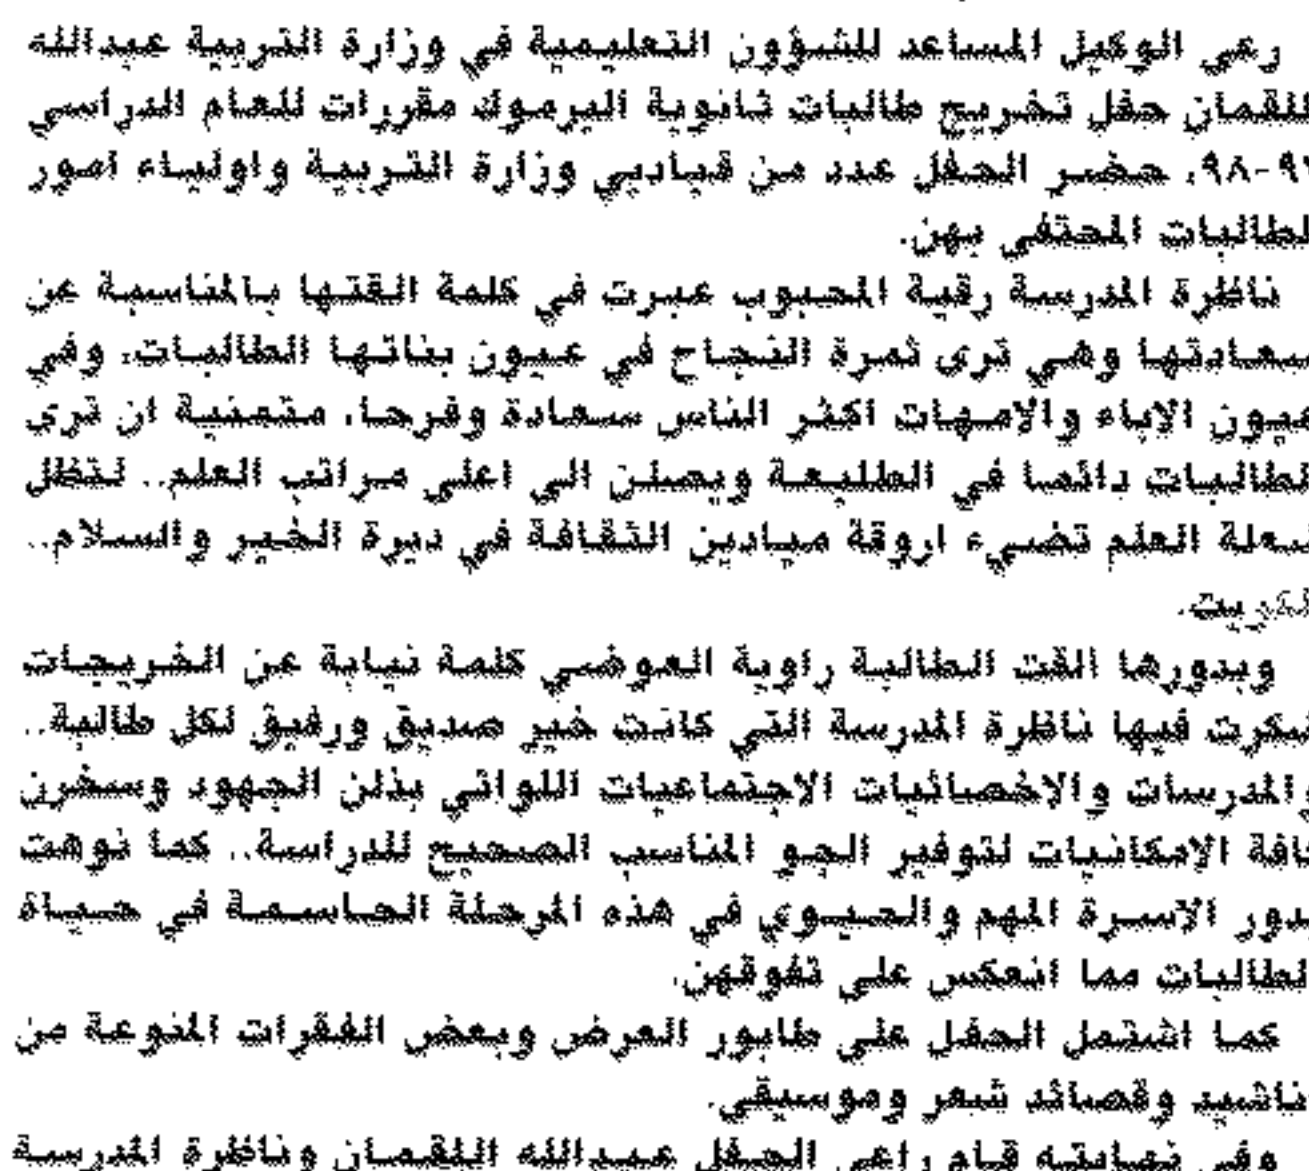 رعى الوكيل المساعد للشؤون التعليمية في وزارة التربية عبدالله
اللقمان حفل تخريج طالبات ثانوية اليرموك مقررات للعام الدراسي
٩٧-٩٨. حضر الحفل عدد من قياديي وزارة التربية واولياء امور
الطالبات المحتفى بهن.
ناظرة المدرسة رقية المحبوب عبرت في كلمة القتها بالمناسبة عن
سعادتها وهي ترى ثمرة النجاح في عيون بناتها الطالبات، وفي
عيون الاباء والامهات اكثر الناس سعادة وفرحا، متمنية ان ترى
الطالبات دائما في الطليعة ويصلن الى اعلى مراتب العلم.. لتظل
شعلة العلم تضيء اروقة ميادين الثقافة في ديرة الخير والسلام..
الكويت.
وبدورها القت الطالبة راوية العوضي كلمة نيابة عن الخريجات
شكرت فيها ناظرة المدرسة التي كانت خير صديق ورفيق لكل طالبة..
والمدرسات والاخصائيات الاجتماعيات اللواتي بذلن الجهود وسخرن
كافة الامكانيات لتوفير الجو المناسب الصحيح للدراسة.. كما نوهت
بدور الاسرة المهم والحيوي في هذه المرحلة الحاسمة في حياة
الطالبات مما انعكس على تفوقهن.
كما اشتمل الحفل على طابور العرض وبعض الفقرات المنوعة من
اناشيد وقصائد شعر وموسيقى.
وفي نهايته قام راعي الحفل عبدالله اللقمان وناظرة المدرسة